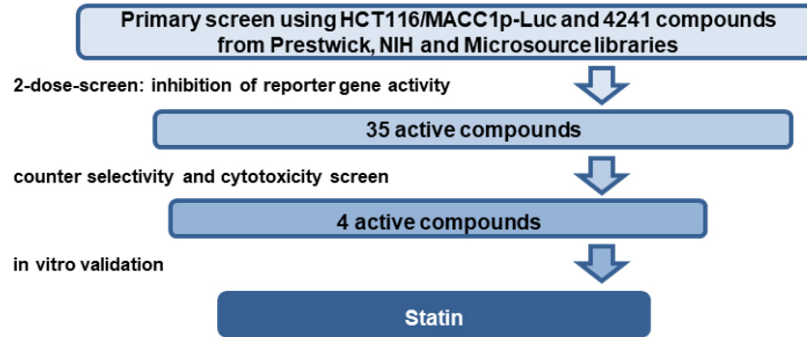 Primary screen using HCT116/MACC1p-Luc and 4241 compounds
from Prestwick, NIH and Microsource libraries
2-dose-screen: inhibition of reporter gene activity
35 active compounds
counter selectivity and cytotoxicity screen
4 active compounds
in vitro validation
Statin